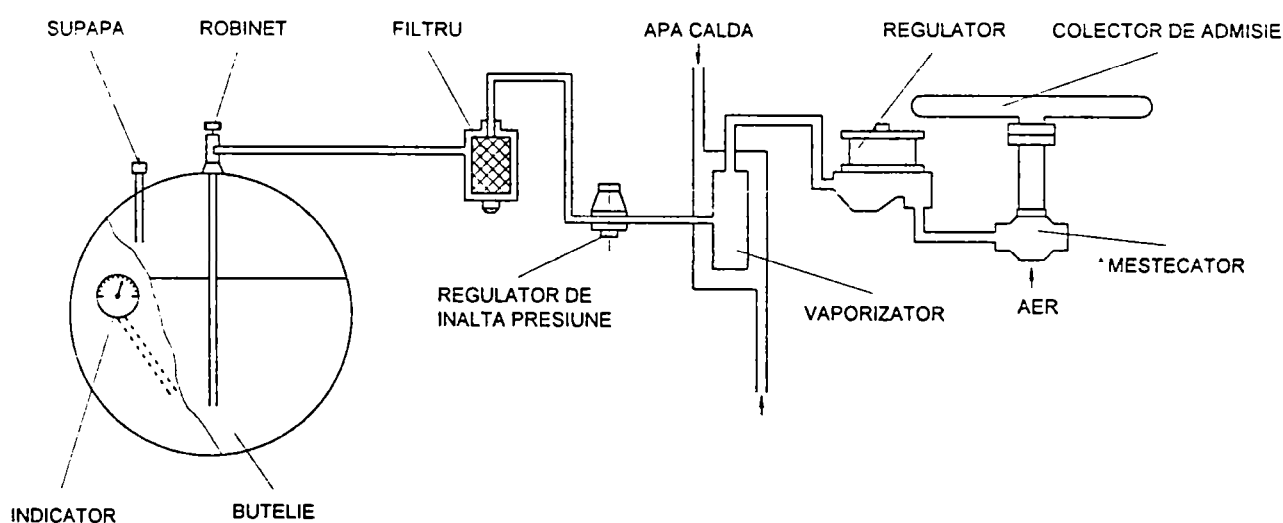 SUPAPA
ROBINET
FILTRU
APA CALDA
REGULATOR
COLECTOR DE ADMISIE
REGULATOR DE
INALTA PRESIUNE
VAPORIZATOR
AER
MESTECATOR
INDICATOR
BUTELIE